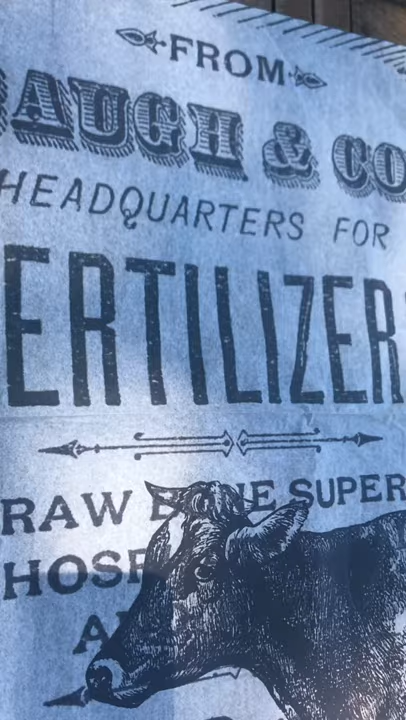 FROM
AUGH & CO
HEADQUARTERS FOR
ERTILIZER
RAW B NE SUPER
HOSP
A